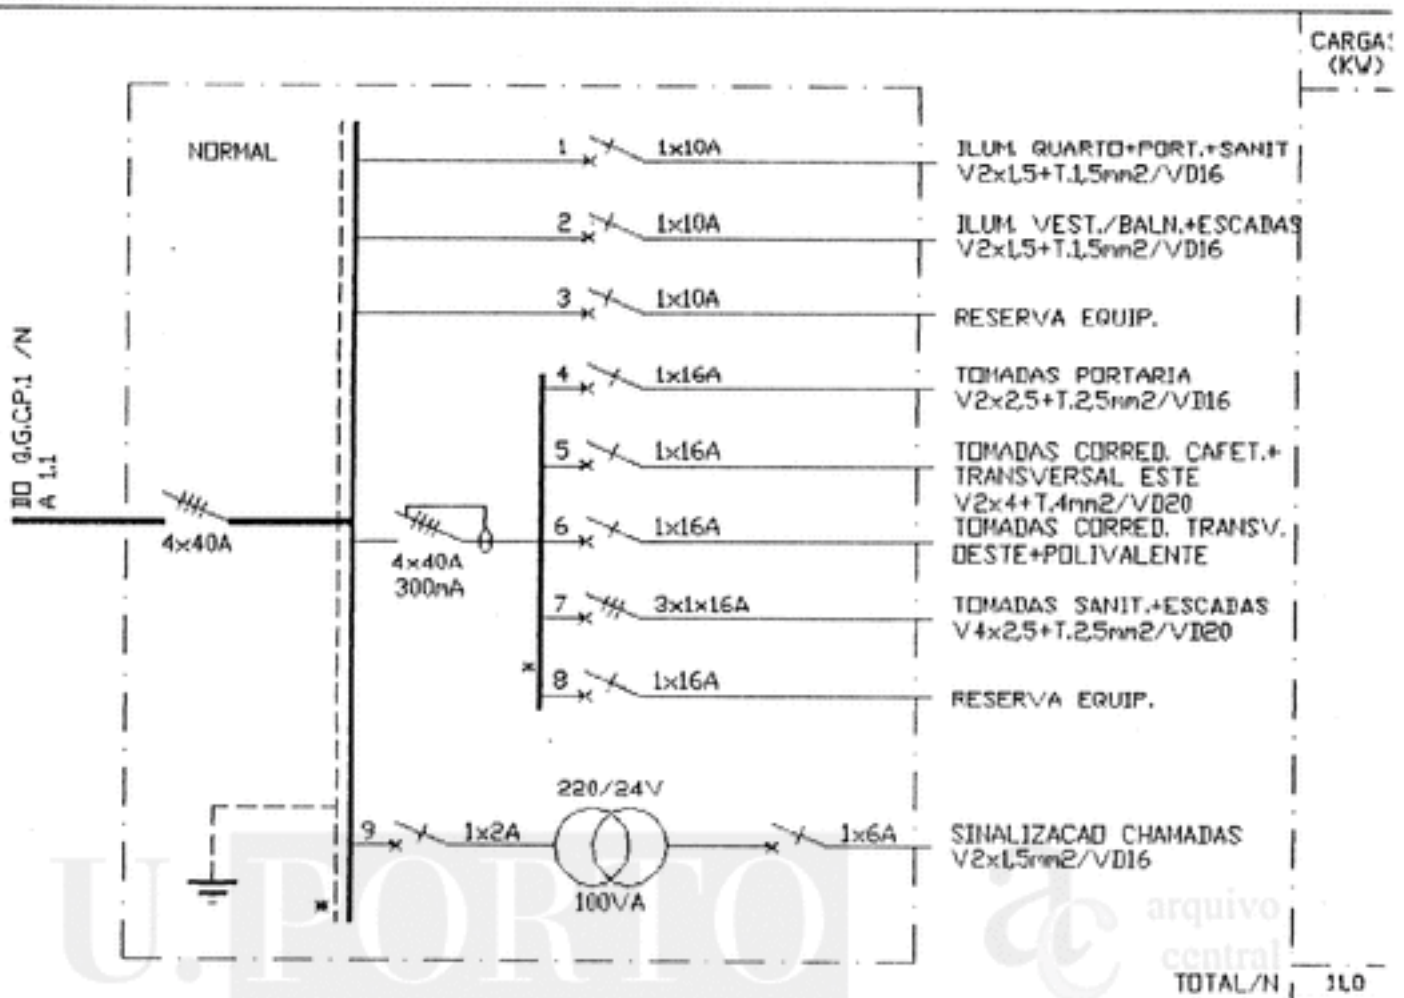 CARGAS
(KW)
NORMAL
1 1x10A
ILUM. QUARTO+PORT.+SANIT
V2x1,5+T.1,5mm2/VD16
2 1x10A
ILUM. VEST./BALN.+ESCADAS
V2x1,5+T.1,5mm2/VD16
3 1x10A
RESERVA EQUIP.
4 1x16A
TOMADAS PORTARIA
V2x2,5+T.2,5mm2/VD16
5 1x16A
TOMADAS CORRED. CAFET.+
TRANSVERSAL ESTE
V2x4+T.4mm2/VD20
DO Q.G.C.P.1 /N
A 1.1
4x40A
4x40A
300mA
6 1x16A
TOMADAS CORRED. TRANSV.
OESTE+POLIVALENTE
7 3x1x16A
TOMADAS SANIT.+ESCADAS
V4x2,5+T.2,5mm2/VD20
*
8 1x16A
RESERVA EQUIP.
220/24V
9 1x2A
1x6A
SINALIZACAO CHAMADAS
V2x1,5mm2/VD16
100VA
*
U. PORTO
ac
arquivo
central
TOTAL/N 11,0